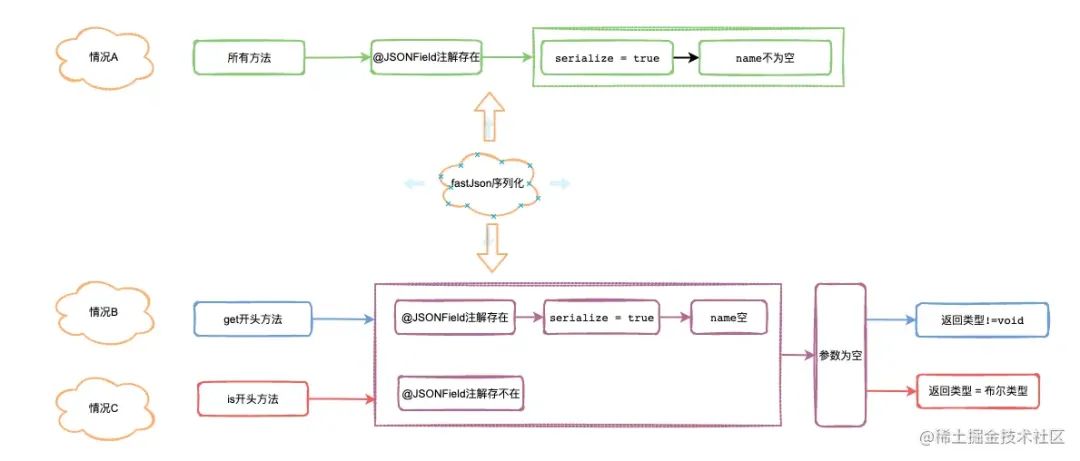 情况A
所有方法
@JSONField注解存在
serialize = true
name不为空
fastJson序列化
情况B
get开头方法
@JSONField注解存在
serialize = true
name空
参数为空
返回类型!=void
情况C
is开头方法
@JSONField注解存不在
返回类型 = 布尔类型
@稀土掘金技术社区